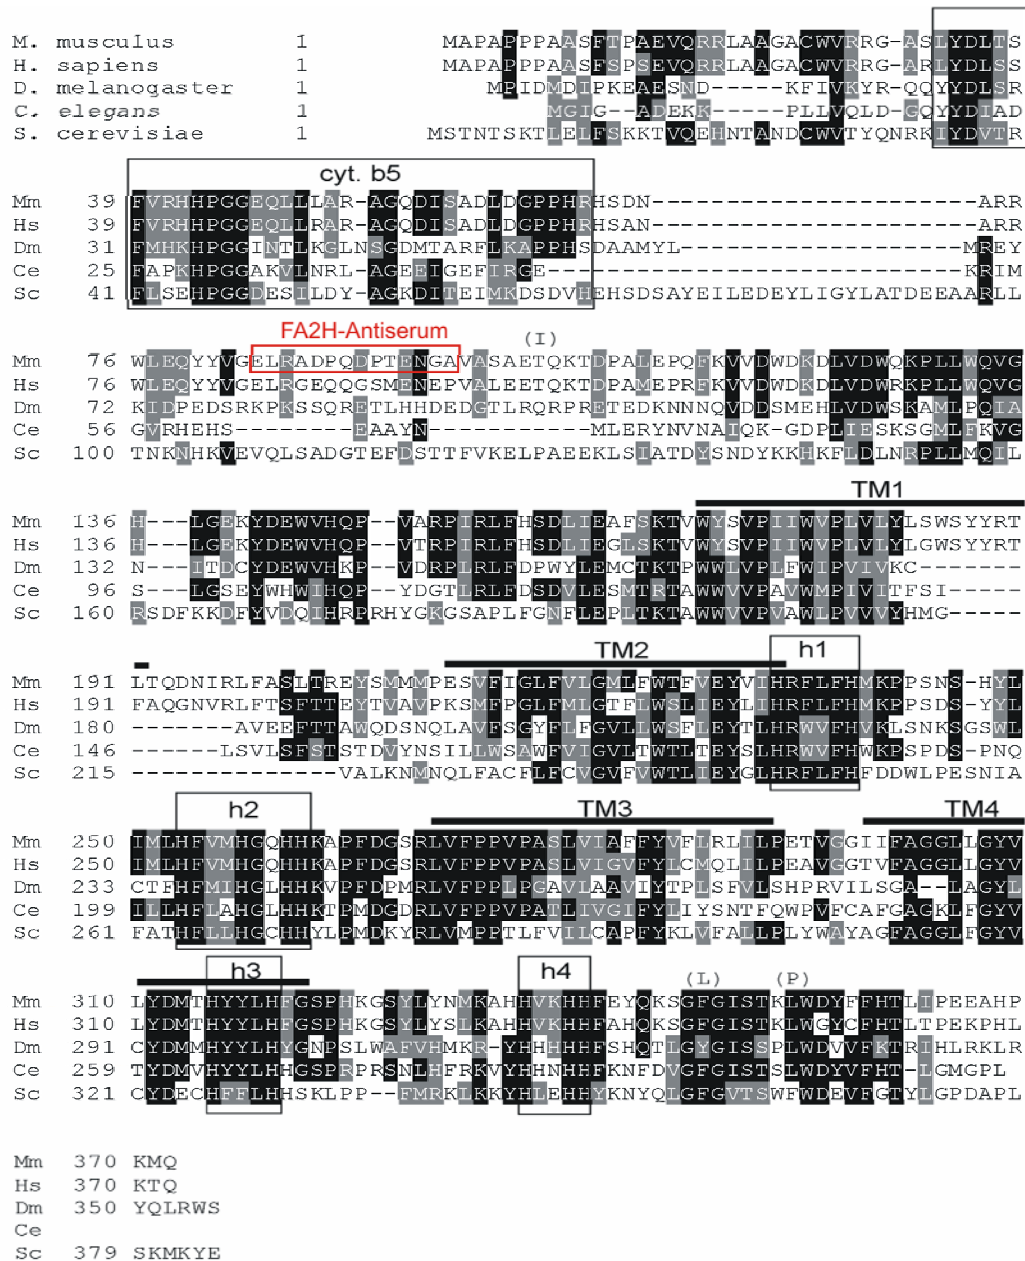 M. musculus 1 MAPAPPPAASFTPAEVQRRLAAGACWVRRG-ASLYDLTS
H. sapiens 1 MAPAPPPAASFSPSEVQRRLAAGACWVRRG-ARLYDLSS
D. melanogaster 1 MPIDMDIPKEAESND-----KFIVKYR-QQYYDLSR
C. elegans 1 MGIG--ADEKK-----PLLVQLD-GQYYDIAD
S. cerevisiae 1 MSTNTSKTLELFSKKTVQEHNTANDCWVTYQNRKIYDVTR
cyt. b5
Mm 39 FVRHHPGGEQLLLAR-AGQDISADLDGPPHRHSDN---------------------ARR
Hs 39 FVRHHPGGEQLLRAR-AGQDISADLDGPPHRHSAN---------------------ARR
Dm 31 FMHKHPGGINTLKGLNSGDMTARFLKAPPHSDAAMYL-------------------MREY
Ce 25 FAPKHPGGAKVLNRL-AGEEIGEFIRGE----------------------------KRIM
Sc 41 FLSEHPGGDESILDY-AGKDITEIMKDSDVHEHSDSAYEILEDEYLIGYLATDEEAARLL
FA2H-Antiserum (I)
Mm 76 WLEQYYVGELRADPQDPTENGAVASAETQKTDPALEPQFKVVDWDKDLVDWQKPLLWQVG
Hs 76 WLEQYYVGELRGEQQGSMENEPVALEETQKTDPAMEPRFKVVDWDKDLVDWRKPLLWQVG
Dm 72 KIDPEDSRKPKSSQRETLHHDEDGTLRQRPRETEDKNNNQVDDSMEHLVDWSKAMLPQIA
Ce 56 GVRHEHS--------EAAYN-----------MLERYNVNAIQK-GDPLIESKSGMLFKVG
Sc 100 TNKNHKVEVQLSADGTEFDSTTFVKELPAEEKLSIATDYSNDYKKHKFLDLNRPLLMQIL
TM1
Mm 136 H---LGEKYDEWVHQP--VARPIRLFHSDLIEAFSKTVWYSVPIIWVPLVLYLSWSYYRT
Hs 136 H---LGEKYDEWVHQP--VTRPIRLFHSDLIEGLSKTVWYSVPIIWVPLVLYLGWSYYRT
Dm 132 N---ITDCYDEWVHKP--VDRPLRLFDPWYLEMCTKTPWWLVPLFWIPVIVKC-------
Ce 96 S---LGSEYWHWIHQP--YDGTLRLFDSDVLESMTRTAWWVVPAVWMPIVITFSI-----
Sc 160 RSDFKKDFYVDQIHRPRHYGKGSAPLFGNFLEPLTKTAWWVVPVAWLPVVVYHMG-----
TM2 h1
Mm 191 LTQDNIRLFASLTREYSMMMPESVFIGLFVLGMLFWTFVEYVIHRFLFHMKPPSNS-HYL
Hs 191 FAQGNVRLFTSFTTEYTVAVPKSMFPGLFMLGTFLWSLIEYLIHRFLFHMKPPSDS-YYL
Dm 180 -------AVEEFTTAWQDSNQLAVFSGYFLFGVLLWSFLEYTLHRWVFHVKLSNKSGSWL
Ce 146 ------LSVLSFSTSTDVYNSILLWSAWFVIGVLTWTLTEYSLHRWVFHWKPSPDS-PNQ
Sc 215 --------------VALKNMNQLFACFLFCVGVFVWTLIEYGLHRFLFHFDDWLPESNIA
h2 TM3 TM4
Mm 250 IMLHFVMHGQHHKAPFDGSRLVFPPVPASLVIAFFYVFLRLILPETVGGIIFAGGLLGYV
Hs 250 IMLHFVMHGQHHKAPFDGSRLVFPPVPASLVIGVFYLCMQLILPEAVGGTVFAGGLLGYV
Dm 233 CTFHFMIHGLHHKVPFDPMRLVFPPLPGAVLAAVIYTPLSFVLSHPRVILSGA--LAGYL
Ce 199 ILLHFLAHGLHHKTPMDGDRLVFPPVPATLIVGIFYLIYSNTFQWPVFCAFGAGKLFGYV
Sc 261 FATHFLLHGCHHYLPMDKYRLVMPPTLFVILCAPFYKLVFALLPLYWAYAGFAGGLFGYV
h3 h4 (L) (P)
Mm 310 LYDMTHYYLHFGSPHKGSYLYNMKAHHVKHHFEYQKSGFGISTKLWDYFFHTLIPEEAHP
Hs 310 LYDMTHYYLHFGSPHKGSYLYSLKAHHVKHHFAHQKSGFGISTKLWGYCFHTLTPEKPHL
Dm 291 CYDMMHYYLHYGNPSLWAFVHMKR-YHHHHHFSHQTLGYGISSPLWDVVFKTRIHLRKLR
Ce 259 TYDMVHYYLHHGSPRPRSNLHFRKVYHHNHHFKNFDVGFGISTSLWDYVFHT-LGMGPL
Sc 321 CYDECHFFLHHSKLPP--FMRKLKKYHLEHHYKNYQLGFGVTSWFWDEVFGTYLGPDAPL
Mm 370 KMQ
Hs 370 KTQ
Dm 350 YQLRWS
Ce
Sc 379 SKMKYE